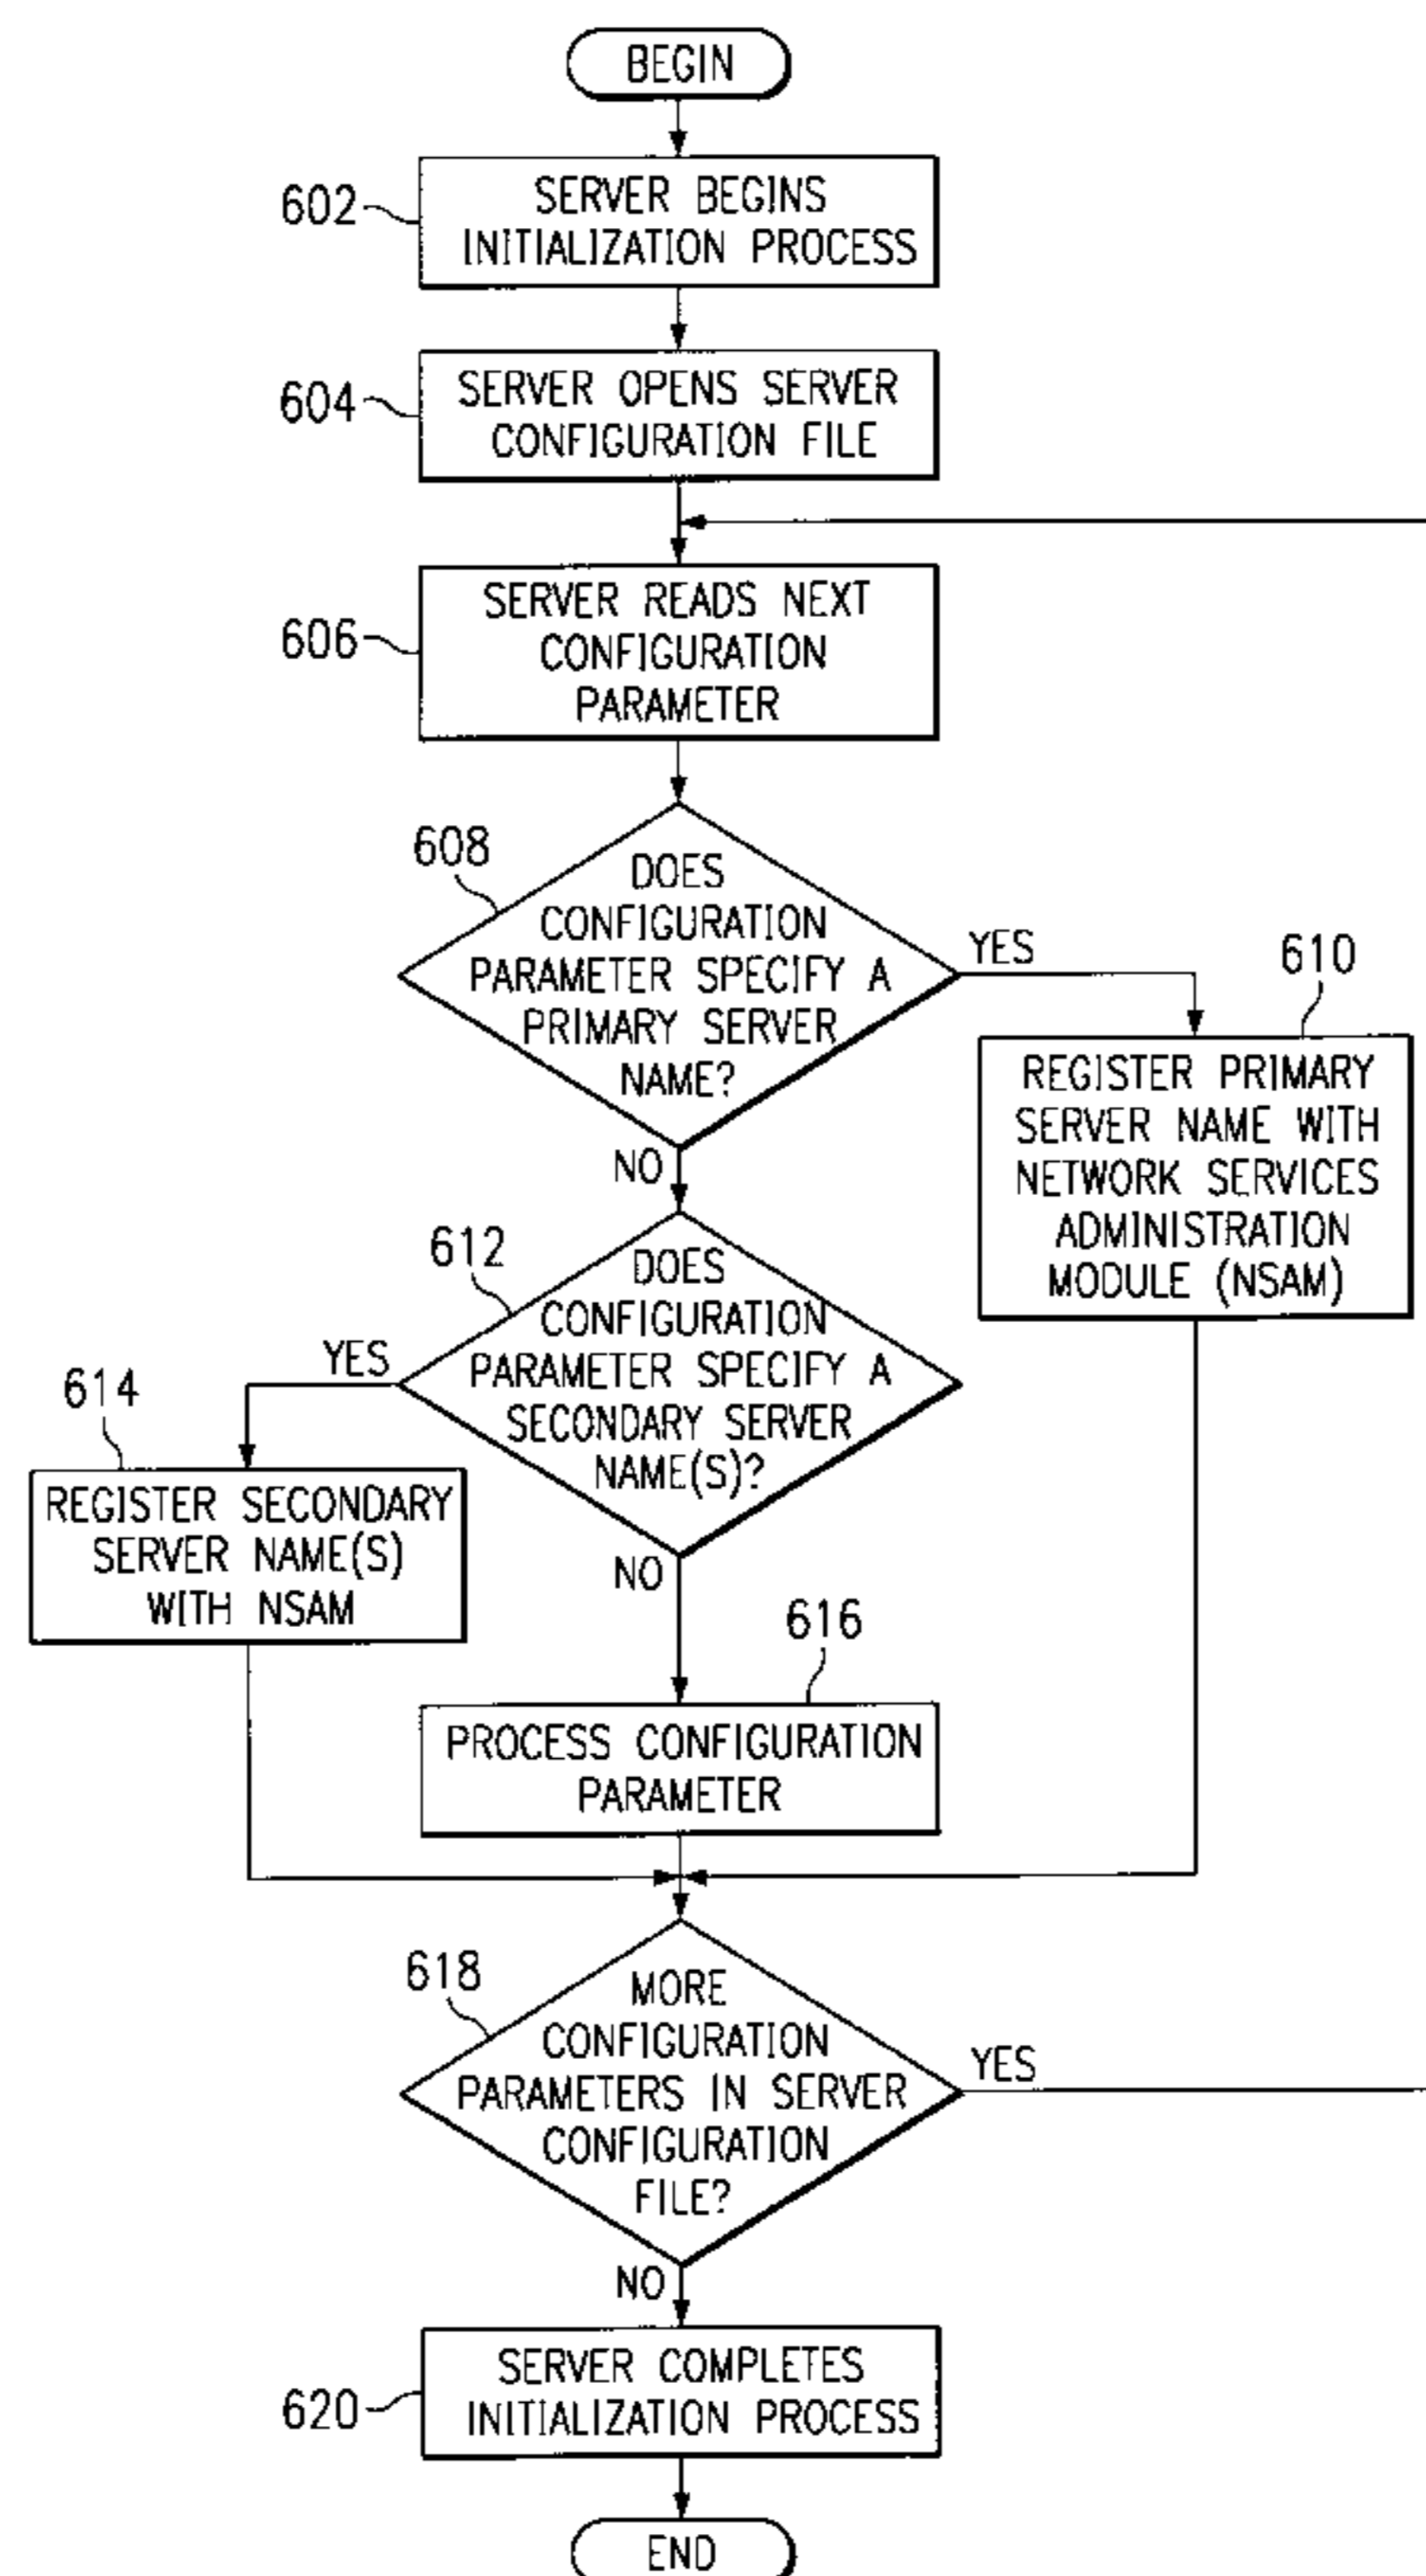 BEGIN
602
SERVER BEGINS
INITIALIZATION PROCESS
604
SERVER OPENS SERVER
CONFIGURATION FILE
606
SERVER READS NEXT
CONFIGURATION
PARAMETER
608
DOES
CONFIGURATION
PARAMETER SPECIFY A
PRIMARY SERVER
NAME?
YES
610
REGISTER PRIMARY
SERVER NAME WITH
NETWORK SERVICES
ADMINISTRATION
MODULE (NSAM)
NO
612
DOES
CONFIGURATION
PARAMETER SPECIFY A
SECONDARY SERVER
NAME(S)?
YES
614
REGISTER SECONDARY
SERVER NAME(S)
WITH NSAM
NO
616
PROCESS CONFIGURATION
PARAMETER
618
MORE
CONFIGURATION
PARAMETERS IN SERVER
CONFIGURATION
FILE?
YES
NO
620
SERVER COMPLETES
INITIALIZATION PROCESS
END